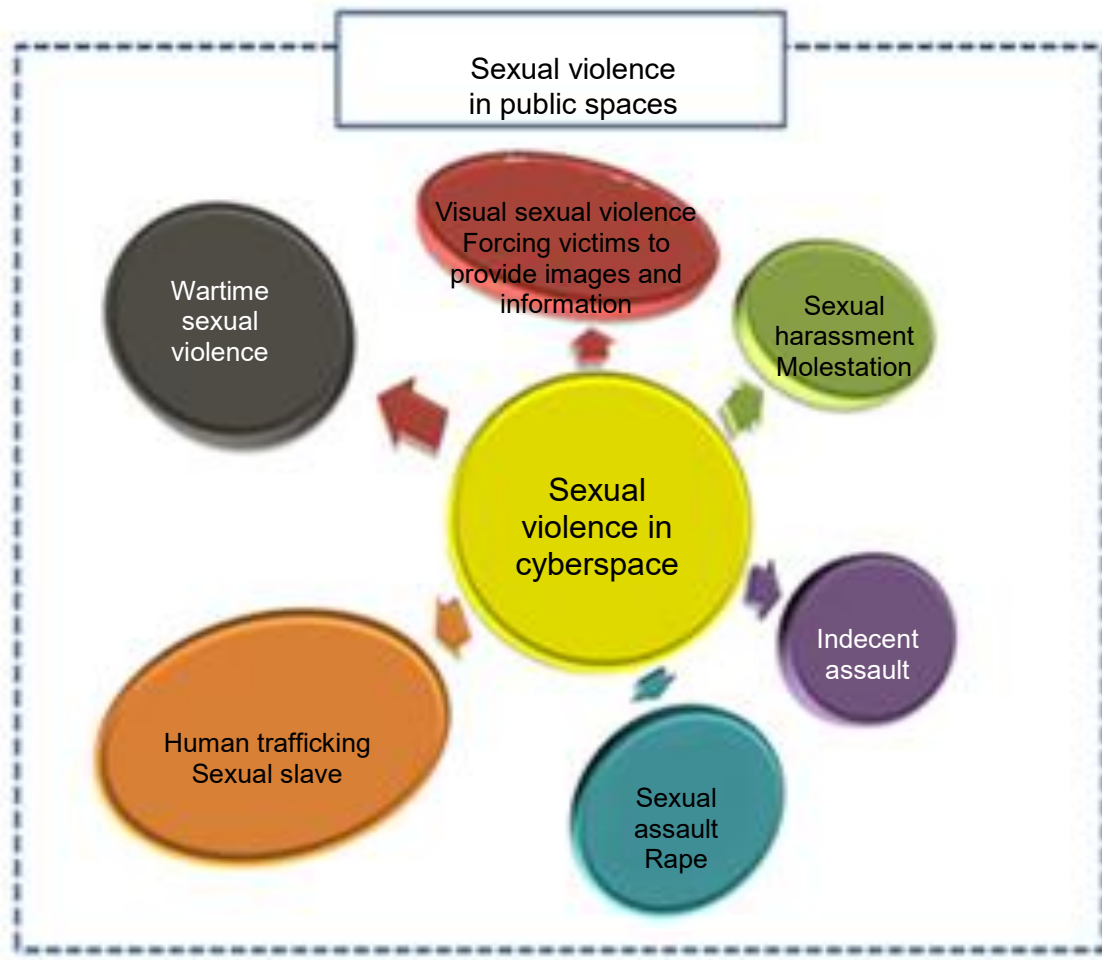 Sexual violence
in public spaces
Visual sexual violence
Forcing victims to
provide images and
information
Wartime
sexual
violence
Sexual
harassment
Molestation
Sexual
violence in
cyberspace
Indecent
assault
Human trafficking
Sexual slave
Sexual
assault
Rape